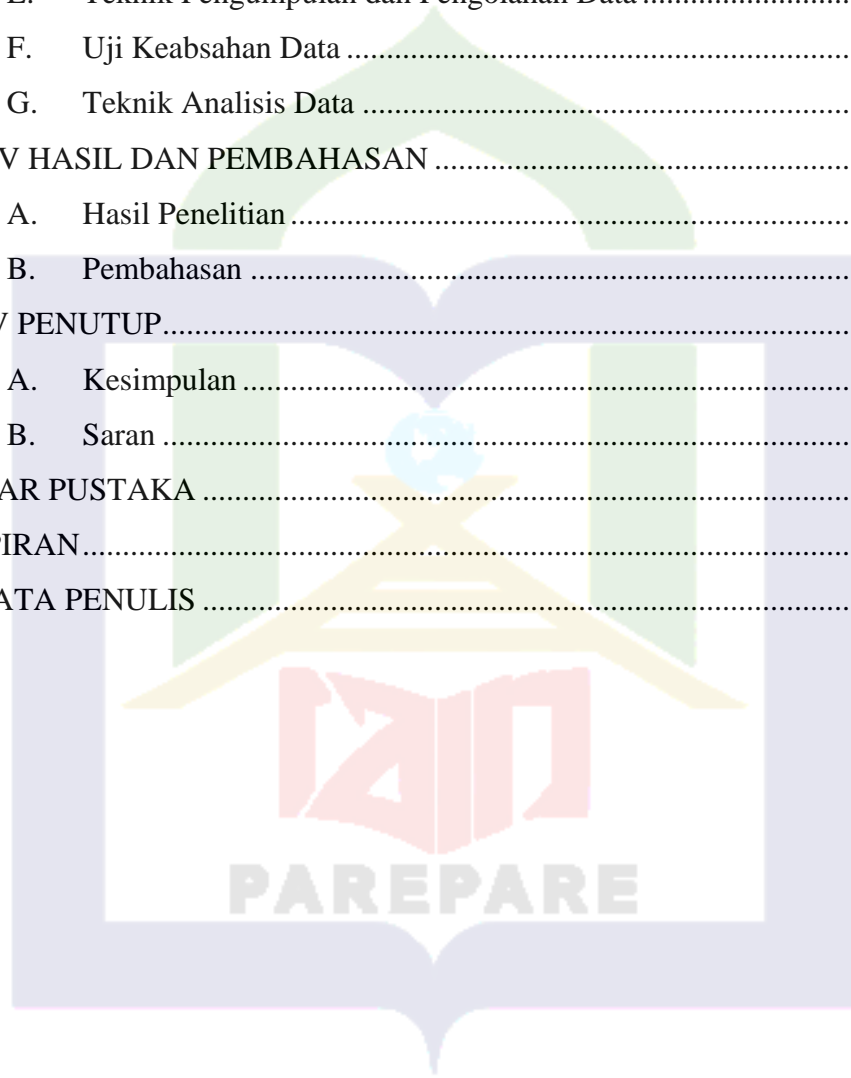 E. Teknik Pengumpulan dan Pengolahan Data ..........................
F. Uji Keabsahan Data ................................................................
G. Teknik Analisis Data ..............................................................
V HASIL DAN PEMBAHASAN .....................................................
A. Hasil Penelitian ........................................................................
B. Pembahasan .............................................................................
V PENUTUP........................................................................................
A. Kesimpulan ..............................................................................
B. Saran ........................................................................................
AR PUSTAKA ..................................................................................
PIRAN.................................................................................................
ATA PENULIS ..................................................................................
iain
PAREPARE